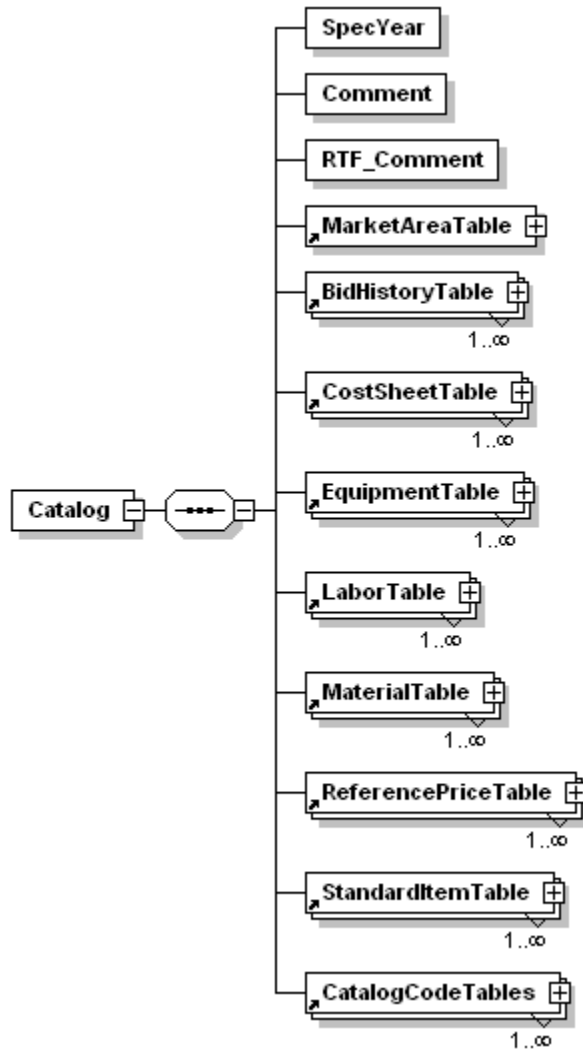 SpecYear
Comment
RTF_Comment
MarketAreaTable
BidHistoryTable
1..∞
CostSheetTable
1..∞
EquipmentTable
1..∞
Catalog
LaborTable
1..∞
MaterialTable
1..∞
ReferencePriceTable
1..∞
StandardItemTable
1..∞
CatalogCodeTables
1..∞